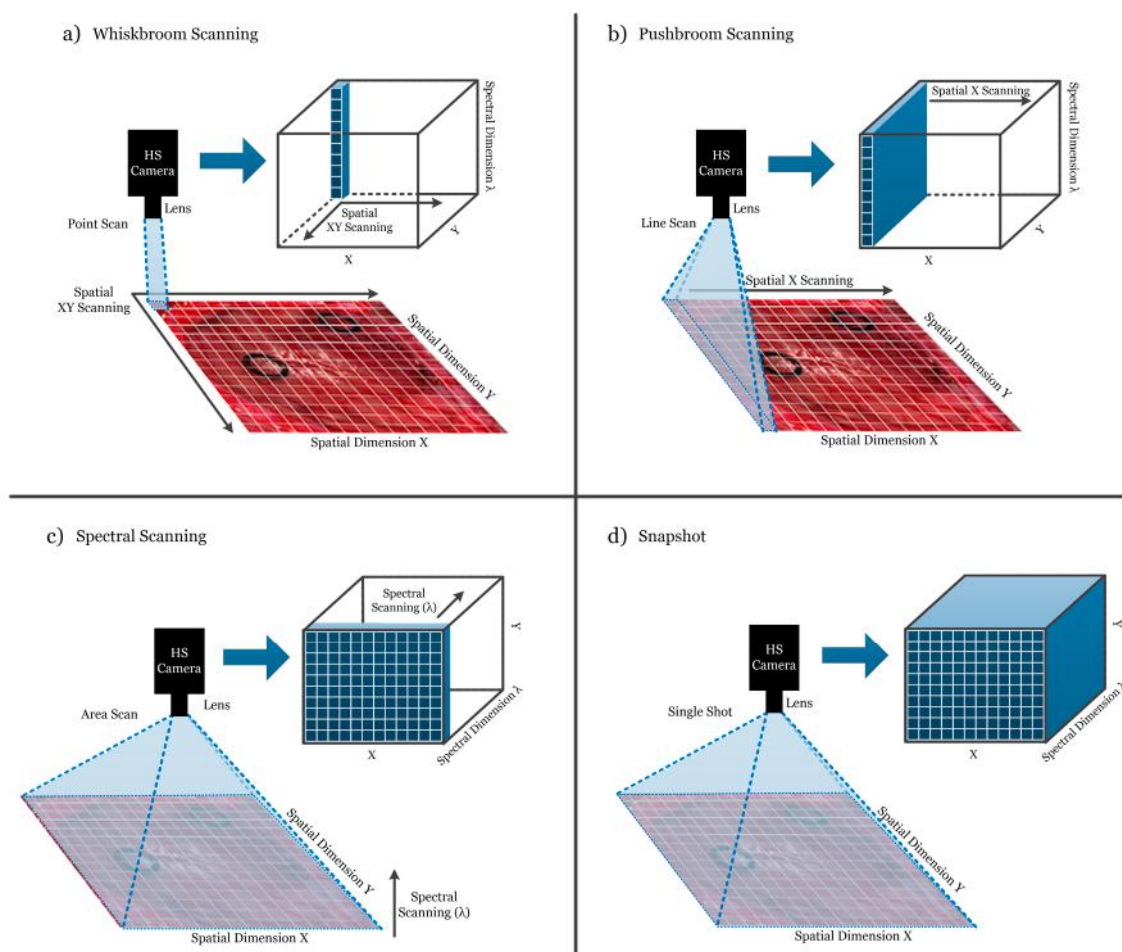 a) Whiskbroom Scanning
HS
Camera
Lens
Point Scan
Spatial
XY Scanning
Spectral Dimension λ
Spatial
XY Scanning
Y
X
Spatial Dimension Y
Spatial Dimension X
b) Pushbroom Scanning
HS
Camera
Lens
Line Scan
Spatial X Scanning
Spectral Dimension λ
Y
X
Spatial X Scanning
Spatial Dimension Y
Spatial Dimension X
c) Spectral Scanning
HS
Camera
Lens
Area Scan
Spectral
Scanning (λ)
Y
Spectral Dimension λ
X
Spatial Dimension Y
Spectral
Scanning (λ)
Spatial Dimension X
d) Snapshot
HS
Camera
Lens
Single Shot
Y
Spectral Dimension λ
X
Spatial Dimension Y
Spatial Dimension X